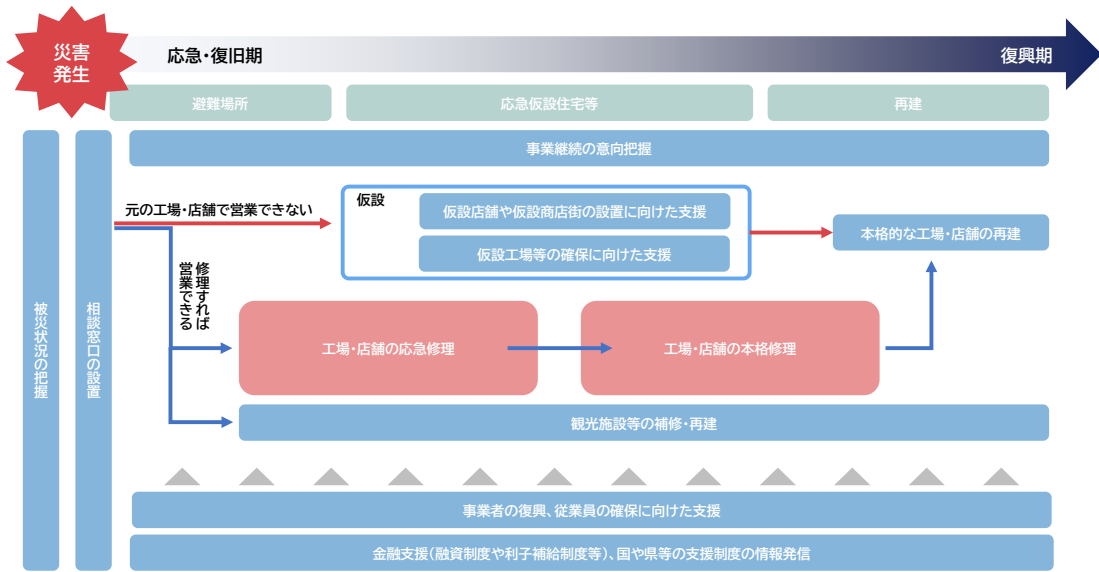 災害
発生
応急・復旧期
復興期
避難場所
応急仮設住宅等
再建
事業継続の意向把握
被災状況の把握
相談窓口の設置
元の工場・店舗で営業できない
仮設
仮設店舗や仮設商店街の設置に向けた支援
仮設工場等の確保に向けた支援
本格的な工場・店舗の再建
修理すれば
営業できる
工場・店舗の応急修理
工場・店舗の本格修理
観光施設等の補修・再建
事業者の復興、従業員の確保に向けた支援
金融支援(融資制度や利子補給制度等)、国や県等の支援制度の情報発信